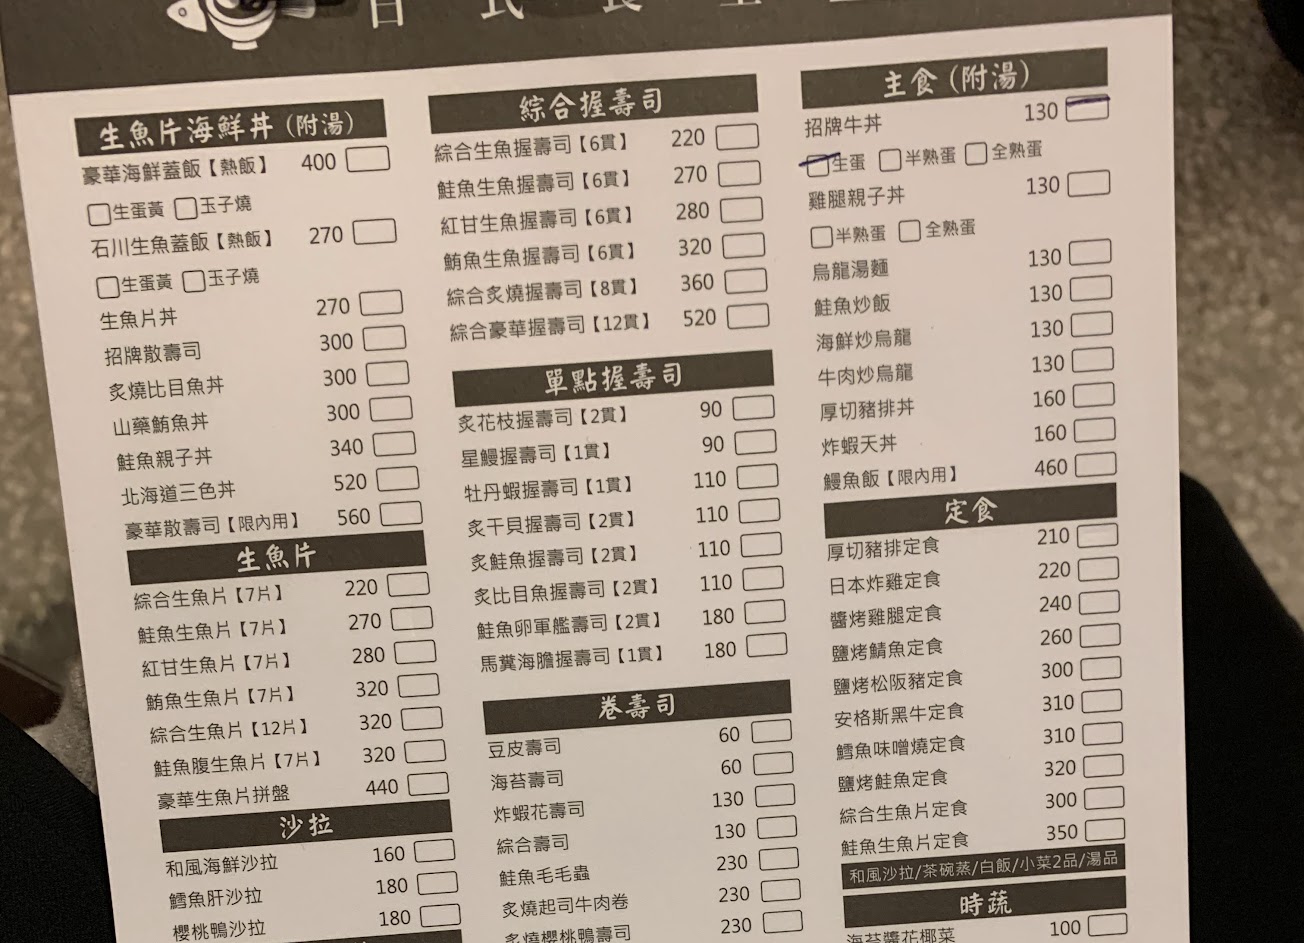 生魚片海鮮丼（附湯）
豪華海鮮蓋飯【熱飯】 400
生蛋黃 玉子燒
石川生魚蓋飯【熱飯】 270
生蛋黃 玉子燒
生魚片丼 270
招牌散壽司 300
炙燒比目魚丼 300
山藥鮪魚丼 300
鮭魚親子丼 340
北海道三色丼 520
豪華散壽司【限內用】 560
生魚片
綜合生魚片【7片】 220
鮭魚生魚片【7片】 270
紅甘生魚片【7片】 280
鮪魚生魚片【7片】 320
綜合生魚片【12片】 320
鮭魚腹生魚片【7片】 320
豪華生魚片拼盤 440
沙拉
和風海鮮沙拉 160
鱈魚肝沙拉 180
櫻桃鴨沙拉 180
綜合握壽司
綜合生魚握壽司【6貫】 220
鮭魚生魚握壽司【6貫】 270
紅甘生魚握壽司【6貫】 280
鮪魚生魚握壽司【6貫】 320
綜合炙燒握壽司【8貫】 360
綜合豪華握壽司【12貫】 520
單點握壽司
炙花枝握壽司【2貫】 90
星鰻握壽司【1貫】 90
牡丹蝦握壽司【1貫】 110
炙干貝握壽司【2貫】 110
炙鮭魚握壽司【2貫】 110
炙比目魚握壽司【2貫】 110
鮭魚卵軍艦壽司【2貫】 180
馬糞海膽握壽司【1貫】 180
卷壽司
豆皮壽司 60
海苔壽司 60
炸蝦花壽司 130
綜合壽司 130
鮭魚毛毛蟲 230
炙燒起司牛肉卷 230
炙燒櫻桃鴨壽司 230
主食（附湯）
招牌牛丼 130
生蛋 半熟蛋 全熟蛋
雞腿親子丼 130
半熟蛋 全熟蛋
烏龍湯麵 130
鮭魚炒飯 130
海鮮炒烏龍 130
牛肉炒烏龍 130
厚切豬排丼 160
炸蝦天丼 160
鰻魚飯【限內用】 460
定食
厚切豬排定食 210
日本炸雞定食 220
醬烤雞腿定食 240
鹽烤鯖魚定食 260
鹽烤松阪豬定食 300
安格斯黑牛定食 310
鱈魚味噌燒定食 310
鹽烤鮭魚定食 320
綜合生魚片定食 300
鮭魚生魚片定食 350
和風沙拉/茶碗蒸/白飯/小菜2品/湯品
時蔬
海苔醬花椰菜 100